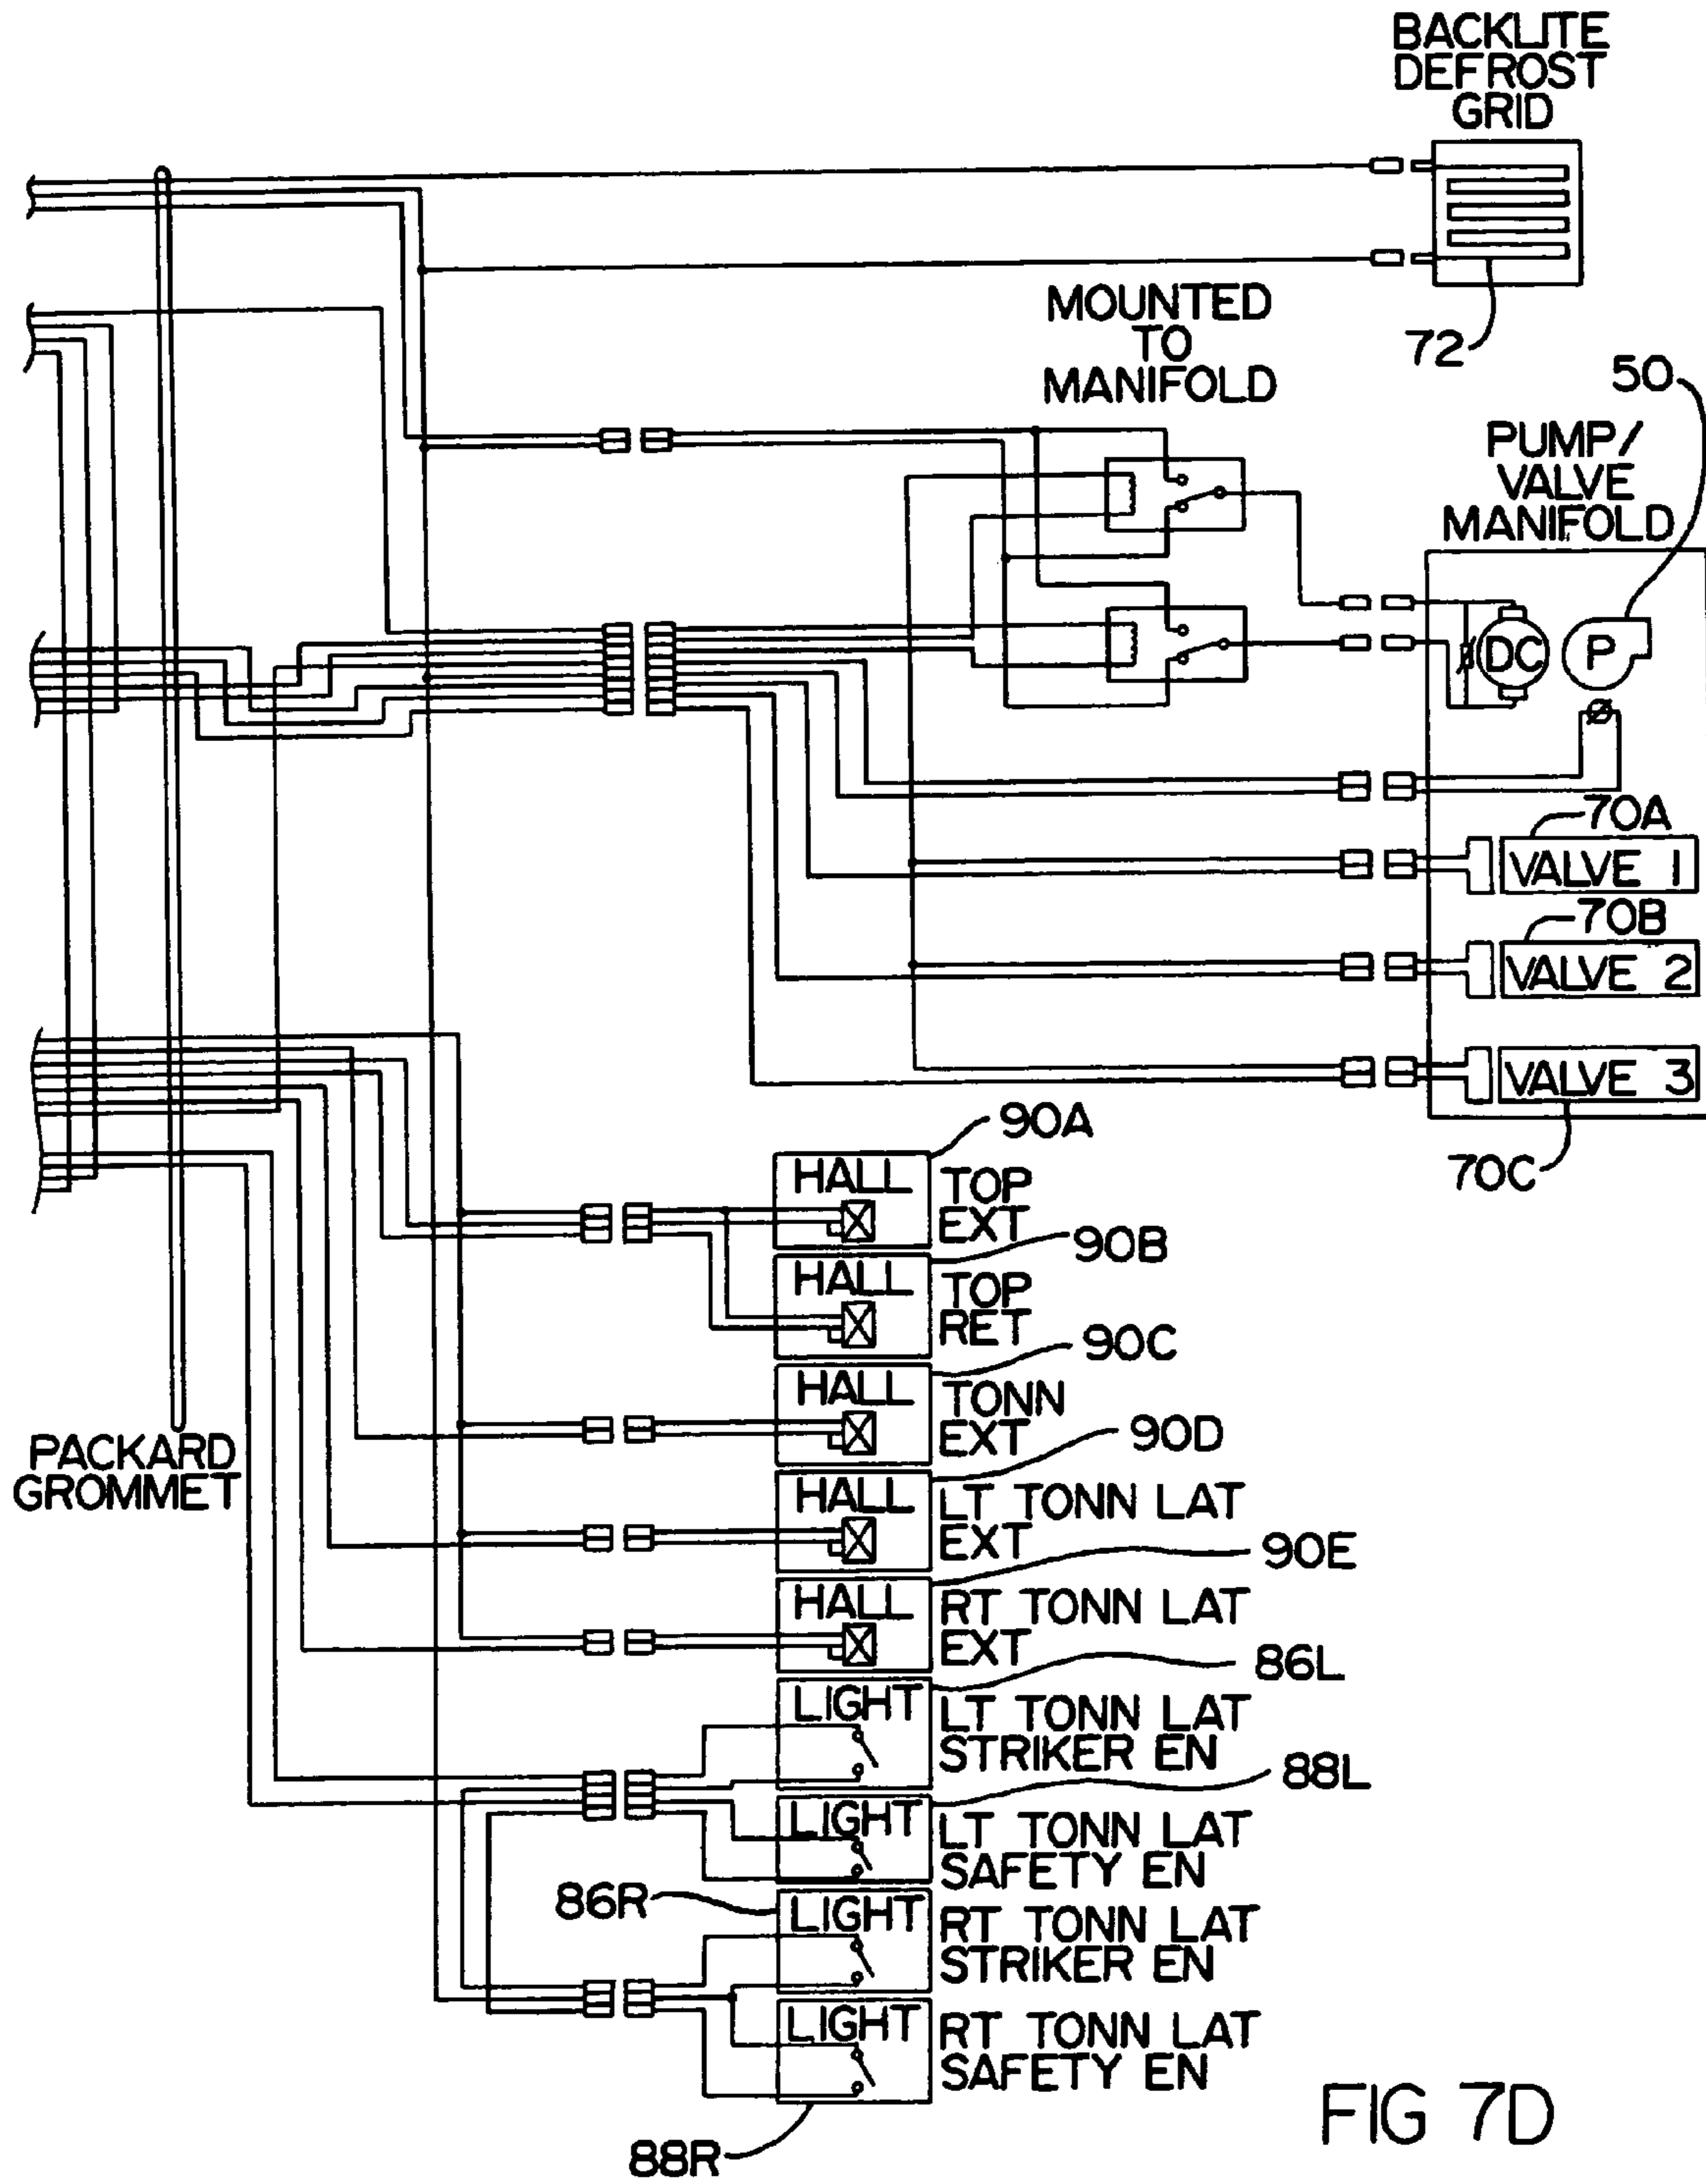 BACKLITE
DEFROST
GRID
72
MOUNTED
TO
MANIFOLD
50
PUMP/
VALVE
MANIFOLD
DC
P
70A
VALVE 1
70B
VALVE 2
VALVE 3
70C
90A
HALL
TOP
EXT
90B
HALL
TOP
RET
90C
HALL
TONN
EXT
90D
HALL
LT TONN LAT
EXT
90E
HALL
RT TONN LAT
EXT
86L
LIGHT
LT TONN LAT
STRIKER EN
88L
LIGHT
LT TONN LAT
SAFETY EN
86R
LIGHT
RT TONN LAT
STRIKER EN
LIGHT
RT TONN LAT
SAFETY EN
88R
PACKARD
GROMMET
FIG 7D